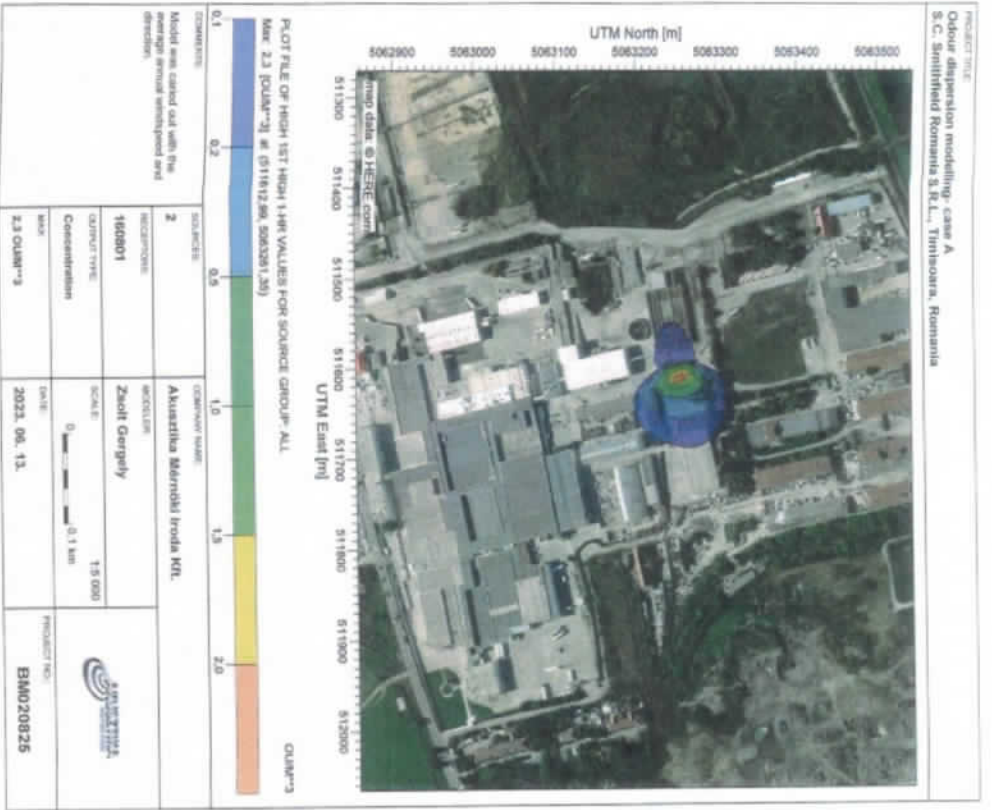 PROJECT TITLE:
Odour dispersion modelling- case A
S.C. Smithfield Romania S.R.L., Timisoara, Romania
UTM North [m]
5062900 5063000 5063100 5063200 5063300 5063400 5063500
map data: © HERE.com
511300 511400 511500 511600 511700 511800 511900 512000
UTM East [m]
PLOT FILE OF HIGH 1ST HIGH 1-HR VALUES FOR SOURCE GROUP: ALL
OU/M**3
Max: 2.3 [OU/M**3] at (511612,99, 5063261,35)
0,1 0,2 0,5 1,0 1,5 2,0
COMMENTS:
Model was caried out with the
average annual windspeed and
direction.
SOURCES:
2
RECEPTORS:
160801
OUTPUT TYPE:
Concentration
MAX:
2,3 OU/M**3
COMPANY NAME:
Akusztika Mérnöki Iroda Kft.
MODELER:
Zsolt Gergely
SCALE:
1:5 000
0 0,1 km
DATE:
2023. 06. 13.
PROJECT NO.:
BM020825